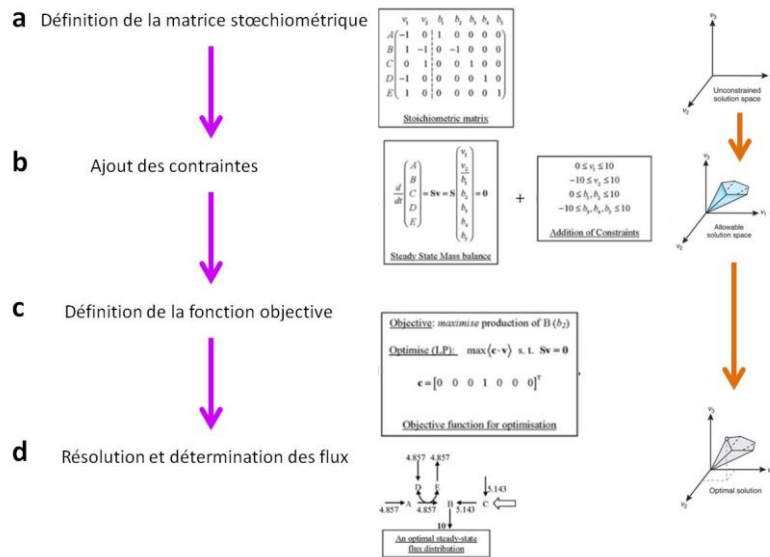 a Définition de la matrice stœchiométrique
v₁ v₂ b₁ b₂ b₃ b₄ b₅
A -1 0 1 0 0 0 0
B 1 -1 0 -1 0 0 0
C 0 1 0 0 1 0 0
D -1 0 0 0 0 1 0
E 1 0 0 0 0 0 1
Stoichiometric matrix
Unconstrained
solution space
v₂
b Ajout des contraintes
d/dt (A B C D E) = Sv = S (v₁ v₂ b₁ b₂ b₃ b₄ b₅) = 0
Steady State Mass balance
+
0 ≤ v₁ ≤ 10
-10 ≤ v₂ ≤ 10
0 ≤ b₁, b₂ ≤ 10
-10 ≤ b₃, b₄, b₅ ≤ 10
Addition of Constraints
v₃
v₁
Allowable
solution space
v₂
c Définition de la fonction objective
Objective: maximise production of B (b₂)
Optimise (LP): max⟨c·v⟩ s. t. Sv = 0
c = [0 0 0 1 0 0 0]ᵀ
Objective function for optimisation
d Résolution et détermination des flux
4.857 4.857
D E
5.143
A B C
4.857 4.857 5.143
10
An optimal steady-state
flux distribution
v₃
Optimal solution
v₂